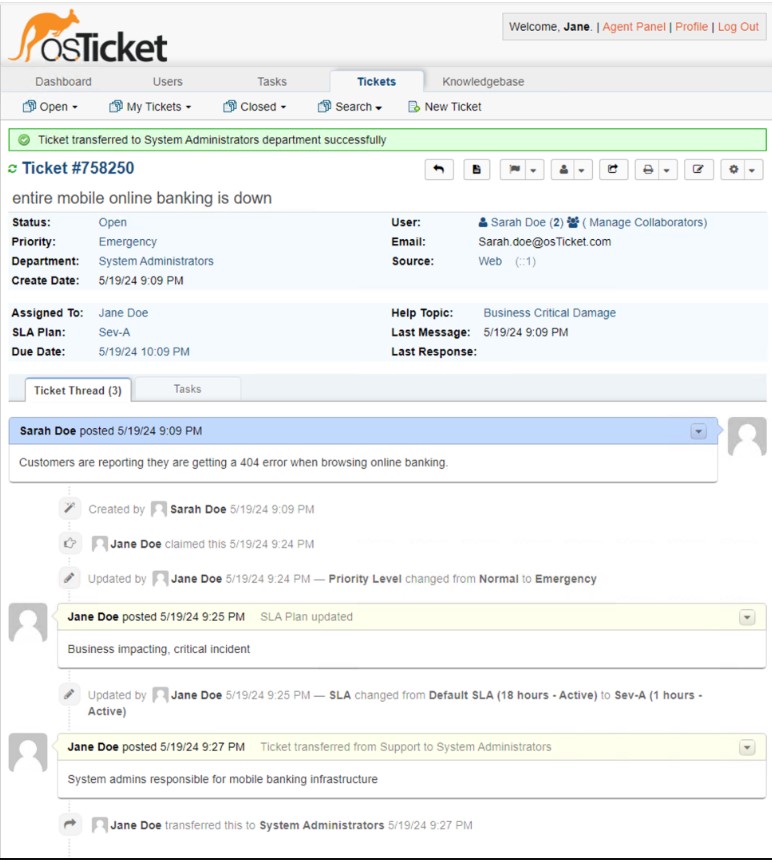 osTicket
Welcome, Jane. | Agent Panel | Profile | Log Out
Dashboard Users Tasks Tickets Knowledgebase
Open My Tickets Closed Search New Ticket
Ticket transferred to System Administrators department successfully
Ticket #758250
entire mobile online banking is down
Status: Open User: Sarah Doe (2) ( Manage Collaborators)
Priority: Emergency Email: Sarah.doe@osTicket.com
Department: System Administrators Source: Web (::1)
Create Date: 5/19/24 9:09 PM
Assigned To: Jane Doe Help Topic: Business Critical Damage
SLA Plan: Sev-A Last Message: 5/19/24 9:09 PM
Due Date: 5/19/24 10:09 PM Last Response:
Ticket Thread (3) Tasks
Sarah Doe posted 5/19/24 9:09 PM
Customers are reporting they are getting a 404 error when browsing online banking.
Created by Sarah Doe 5/19/24 9:09 PM
Jane Doe claimed this 5/19/24 9:24 PM
Updated by Jane Doe 5/19/24 9:24 PM — Priority Level changed from Normal to Emergency
Jane Doe posted 5/19/24 9:25 PM SLA Plan updated
Business impacting, critical incident
Updated by Jane Doe 5/19/24 9:25 PM — SLA changed from Default SLA (18 hours - Active) to Sev-A (1 hours -
Active)
Jane Doe posted 5/19/24 9:27 PM Ticket transferred from Support to System Administrators
System admins responsible for mobile banking infrastructure
Jane Doe transferred this to System Administrators 5/19/24 9:27 PM